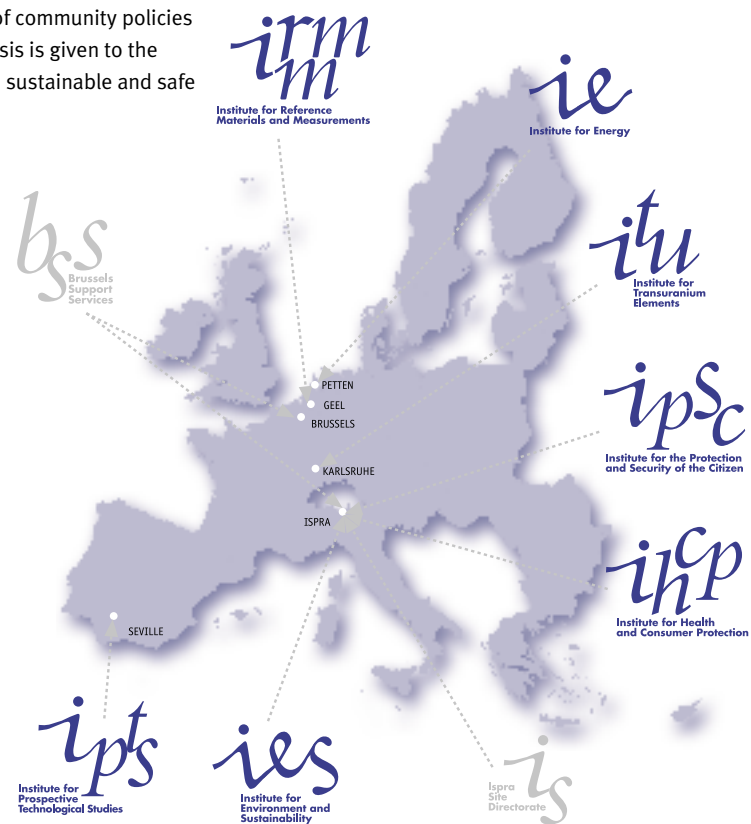 of community policies
sis is given to the
sustainable and safe
irmm
Institute for Reference
Materials and Measurements
ie
Institute for Energy
bss
Brussels
Support
Services
itu
Institute for
Transuranium
Elements
PETTEN
GEEL
BRUSSELS
ipsc
Institute for the Protection
and Security of the Citizen
KARLSRUHE
ISPRA
ihcp
Institute for Health
and Consumer Protection
SEVILLE
ipts
Institute for
Prospective
Technological Studies
ies
Institute for
Environment and
Sustainability
is
Ispra
Site
Directorate